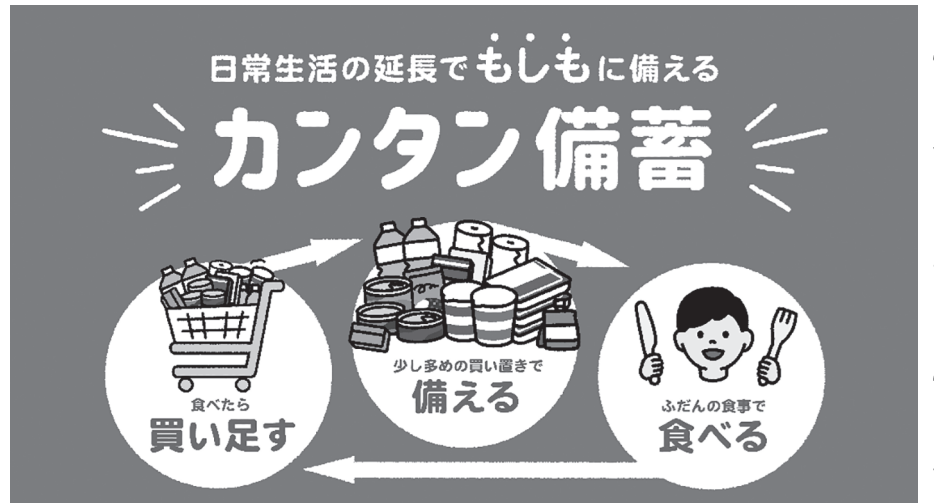 日常生活の延長でもしもに備える
カンタン備蓄
少し多めの買い置きで
備える
ふだんの食事で
食べる
食べたら
買い足す